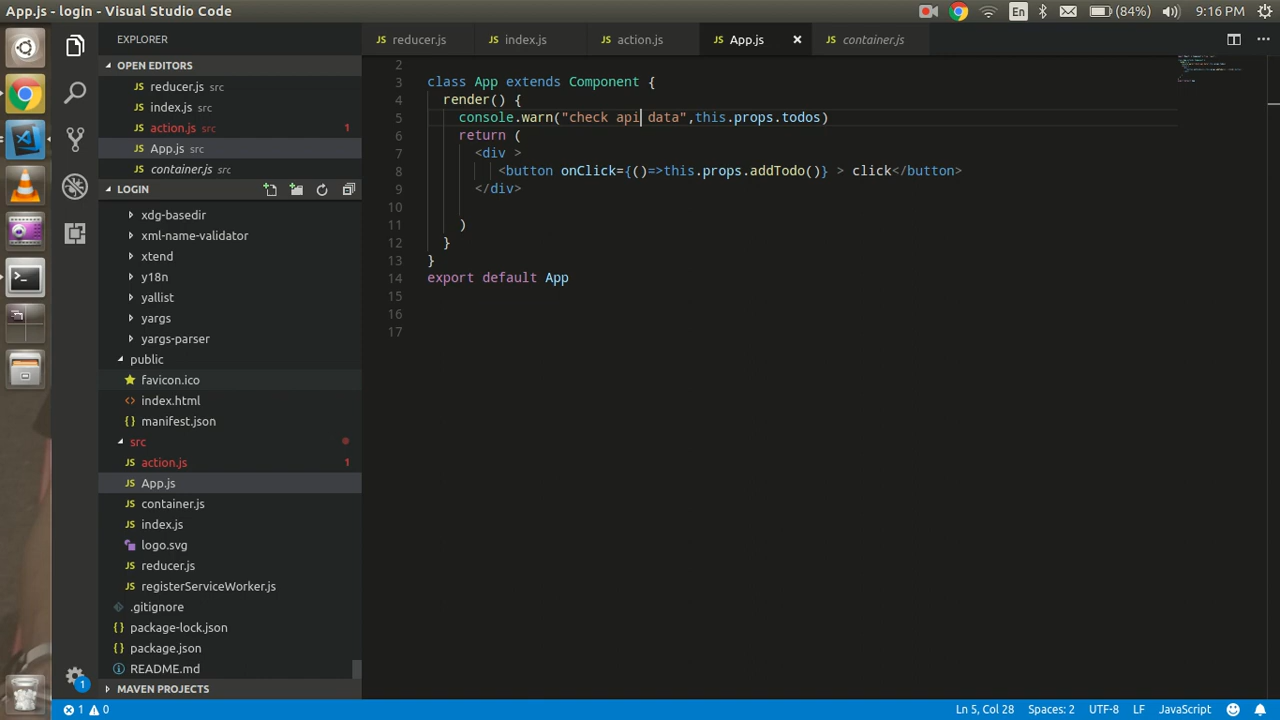 App.js - login - Visual Studio Code
En
(84%)
9:16 PM
EXPLORER
reducer.js
index.js
action.js
App.js
container.js
OPEN EDITORS
reducer.js src
index.js src
action.js src 1
App.js src
container.js src
LOGIN
xdg-basedir
xml-name-validator
xtend
y18n
yallist
yargs
yargs-parser
public
favicon.ico
index.html
manifest.json
src
action.js 1
App.js
container.js
index.js
logo.svg
reducer.js
registerServiceWorker.js
.gitignore
package-lock.json
package.json
README.md
MAVEN PROJECTS
2
3 class App extends Component {
4 render() {
5 console.warn("check api data",this.props.todos)
6 return (
7 <div >
8 <button onClick={()=>this.props.addTodo()} > click</button>
9 </div>
10
11 )
12 }
13 }
14 export default App
15
16
17
1
1 0
Ln 5, Col 28
Spaces: 2
UTF-8
LF
JavaScript